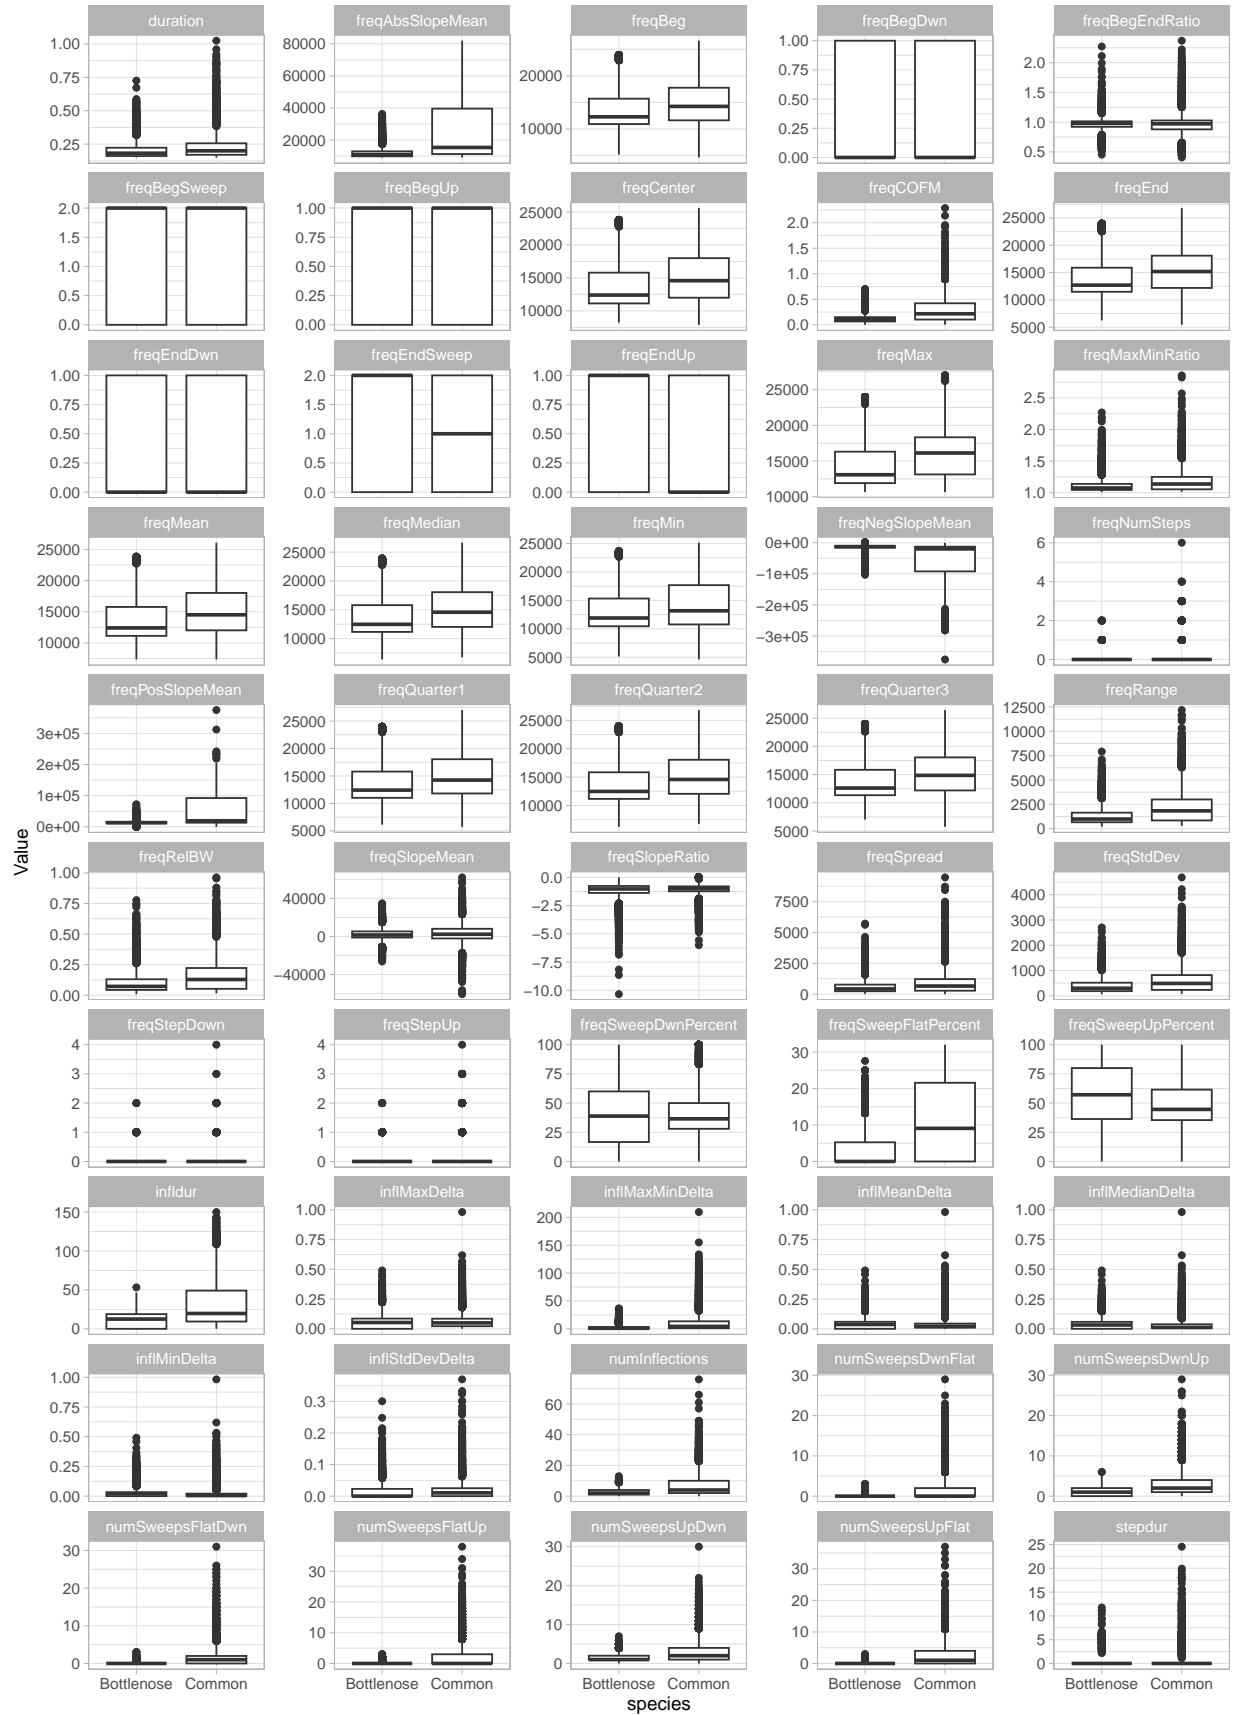 duration freqAbsSlopeMean freqBeg freqBegDwn freqBegEndRatio
1.00 0.75 0.50 0.25 80000 60000 40000 20000 20000 10000 1.00 0.75 0.50 0.25 0.00 2.0 1.5 1.0 0.5
freqBegSweep freqBegUp freqCenter freqCOFM freqEnd
2.0 1.5 1.0 0.5 0.0 1.00 0.75 0.50 0.25 0.00 25000 20000 15000 10000 2.0 1.5 1.0 0.5 0.0 25000 20000 15000 10000 5000
freqEndDwn freqEndSweep freqEndUp freqMax freqMaxMinRatio
1.00 0.75 0.50 0.25 0.00 2.0 1.5 1.0 0.5 0.0 1.00 0.75 0.50 0.25 0.00 25000 20000 15000 10000 2.5 2.0 1.5 1.0
freqMean freqMedian freqMin freqNegSlopeMean freqNumSteps
25000 20000 15000 10000 25000 20000 15000 10000 25000 20000 15000 10000 5000 0e+00 −1e+05 −2e+05 −3e+05 6 4 2 0
freqPosSlopeMean freqQuarter1 freqQuarter2 freqQuarter3 freqRange
3e+05 2e+05 1e+05 0e+00 25000 20000 15000 10000 5000 25000 20000 15000 10000 25000 20000 15000 10000 5000 12500 10000 7500 5000 2500 0
Value
freqRelBW freqSlopeMean freqSlopeRatio freqSpread freqStdDev
1.00 0.75 0.50 0.25 0.00 40000 0 −40000 0.0 −2.5 −5.0 −7.5 −10.0 7500 5000 2500 0 4000 3000 2000 1000 0
freqStepDown freqStepUp freqSweepDwnPercent freqSweepFlatPercent freqSweepUpPercent
4 3 2 1 0 4 3 2 1 0 100 75 50 25 0 30 20 10 0 100 75 50 25 0
infldur inflMaxDelta inflMaxMinDelta inflMeanDelta inflMedianDelta
150 100 50 0 1.00 0.75 0.50 0.25 0.00 200 150 100 50 0 1.00 0.75 0.50 0.25 0.00 1.00 0.75 0.50 0.25 0.00
inflMinDelta inflStdDevDelta numInflections numSweepsDwnFlat numSweepsDwnUp
1.00 0.75 0.50 0.25 0.00 0.3 0.2 0.1 0.0 60 40 20 0 30 20 10 0 30 20 10 0
numSweepsFlatDwn numSweepsFlatUp numSweepsUpDwn numSweepsUpFlat stepdur
30 20 10 0 30 20 10 0 30 20 10 0 30 20 10 0 25 20 15 10 5 0
Bottlenose Common Bottlenose Common Bottlenose Common Bottlenose Common Bottlenose Common
species